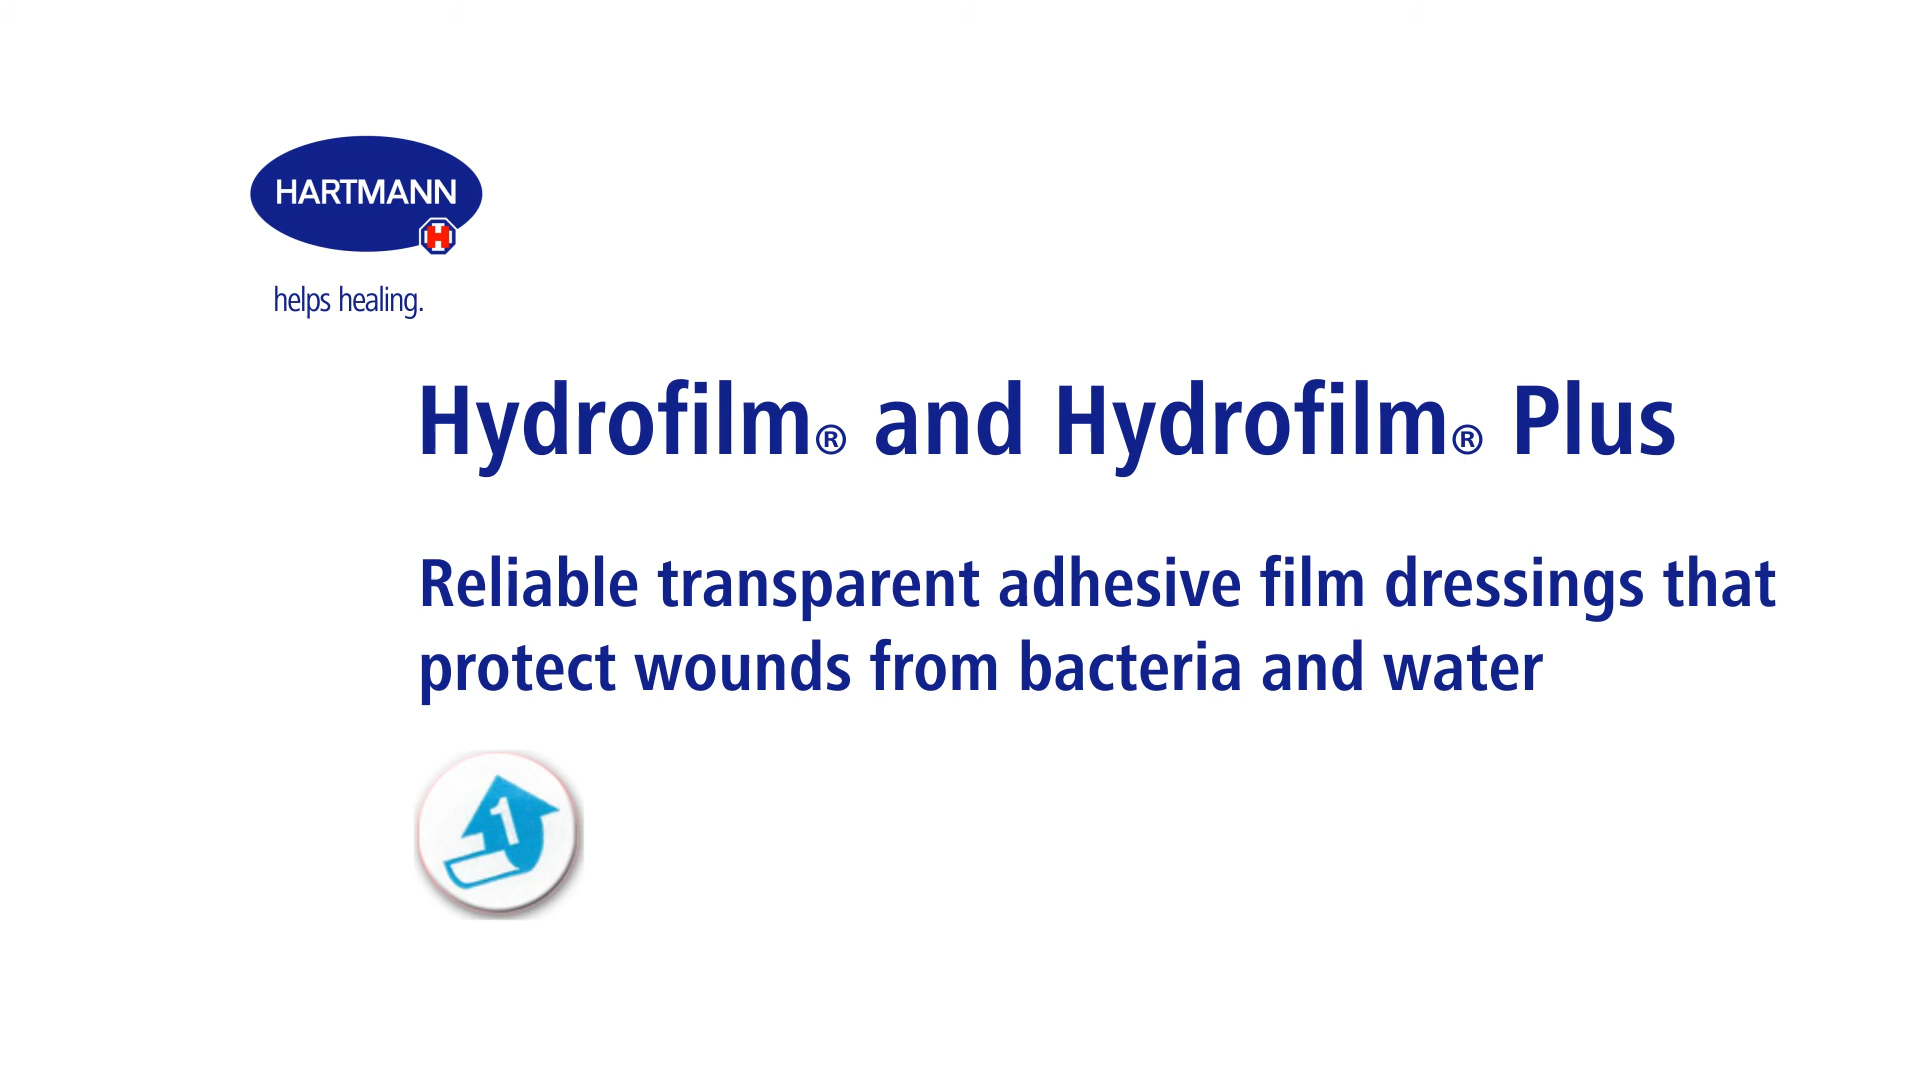 HARTMANN
H
helps healing.
Hydrofilm® and Hydrofilm® Plus
Reliable transparent adhesive film dressings that
protect wounds from bacteria and water
1